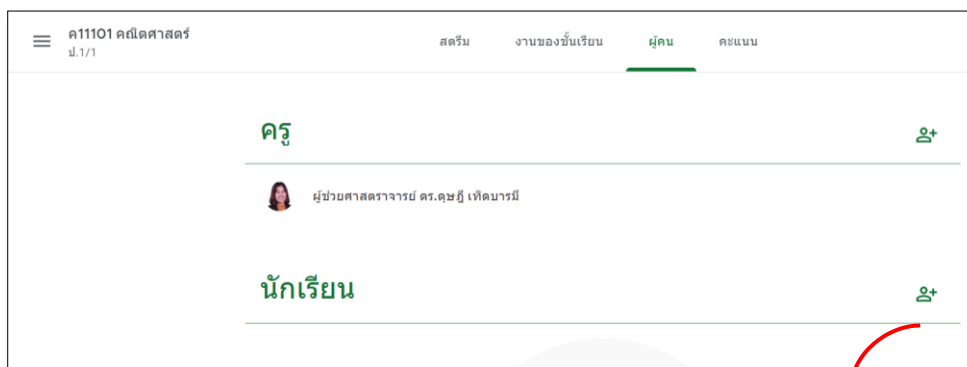 ค11101 คณิตศาสตร์
ป.1/1
สตรีม งานของชั้นเรียน ผู้คน คะแนน
ครู
ผู้ช่วยศาสตราจารย์ ดร.ดุษฎี เทิดบารมี
นักเรียน